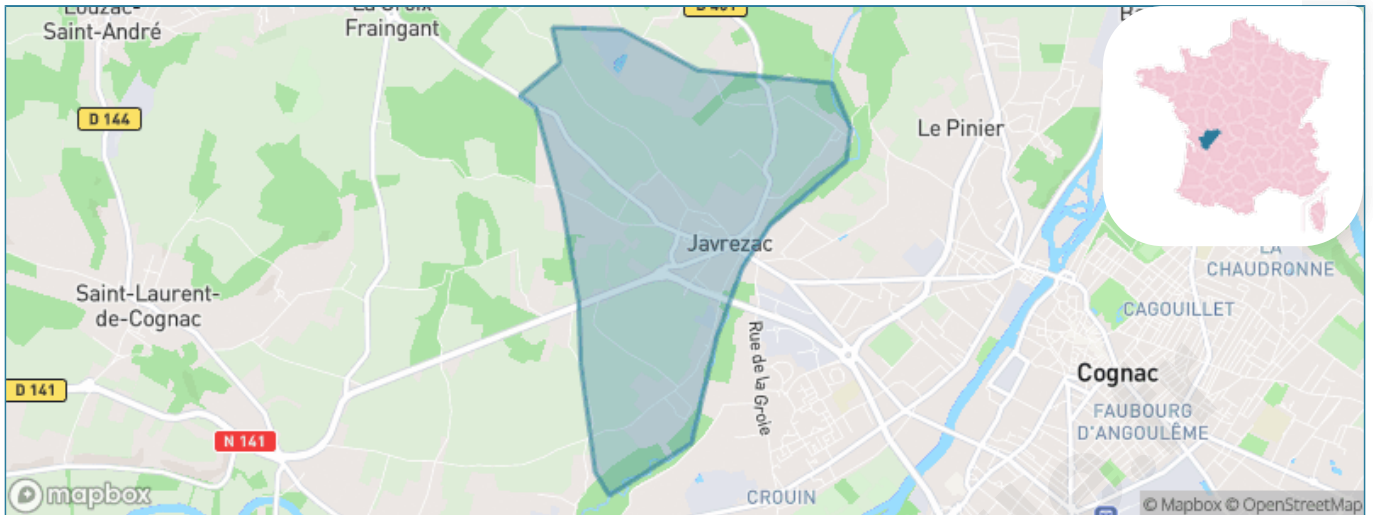 Saint-André
Fraingant
D 144
Le Pinier
Javrezac
Saint-Laurent-
de-Cognac
LA
CHAUDRONNE
CAGOUILLET
Rue de la Groie
Cognac
D 141
FAUBOURG
D'ANGOULÊME
N 141
CROUIN
mapbox
© Mapbox © OpenStreetMap